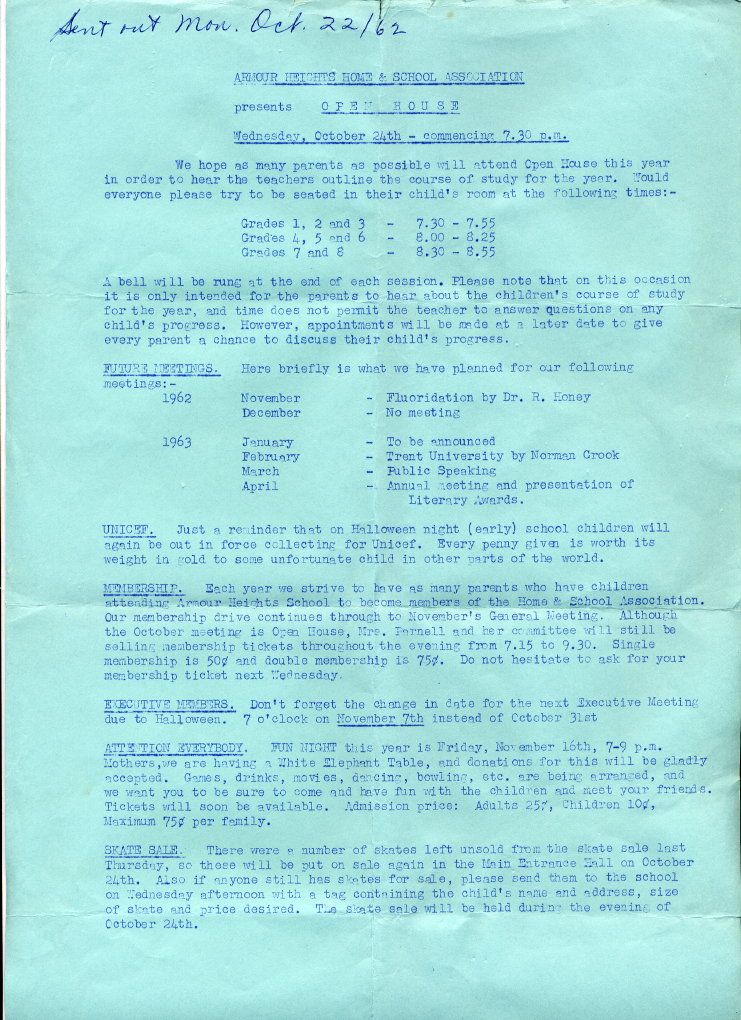 Sent out Mon. Oct. 22/62
ARMOUR HEIGHTS HOME & SCHOOL ASSOCIATION
presents O P E N H O U S E
Wednesday, October 24th - commencing 7.30 p.m.
We hope as many parents as possible will attend Open House this year
in order to hear the teachers outline the course of study for the year. Would
everyone please try to be seated in their child's room at the following times:-
Grades 1, 2 and 3 - 7.30 - 7.55
Grades 4, 5 and 6 - 8.00 - 8.25
Grades 7 and 8 - 8.30 - 8.55
A bell will be rung at the end of each session. Please note that on this occasion
it is only intended for the parents to hear about the children's course of study
for the year, and time does not permit the teacher to answer questions on any
child's progress. However, appointments will be made at a later date to give
every parent a chance to discuss their child's progress.
FUTURE MEETINGS. Here briefly is what we have planned for our following
meetings:-
1962 November - Fluoridation by Dr. R. Honey
December - No meeting
1963 January - To be announced
February - Trent University by Norman Crook
March - Public Speaking
April - Annual meeting and presentation of
Literary Awards.
UNICEF. Just a reminder that on Halloween night (early) school children will
again be out in force collecting for Unicef. Every penny given is worth its
weight in gold to some unfortunate child in other parts of the world.
MEMBERSHIP. Each year we strive to have as many parents who have children
attending Armour Heights School to become members of the Home & School Association.
Our membership drive continues through to November's General Meeting. Although
the October meeting is Open House, Mrs. Parnell and her committee will still be
selling membership tickets throughout the evening from 7.15 to 9.30. Single
membership is 50¢ and double membership is 75¢. Do not hesitate to ask for your
membership ticket next Wednesday.
EXECUTIVE MEMBERS. Don't forget the change in date for the next Executive Meeting
due to Halloween. 7 o'clock on November 7th instead of October 31st
ATTENTION EVERYBODY. FUN NIGHT this year is Friday, November 16th, 7-9 p.m.
Mothers,we are having a White Elephant Table, and donations for this will be gladly
accepted. Games, drinks, movies, dancing, bowling, etc. are being arranged, and
we want you to be sure to come and have fun with the children and meet your friends.
Tickets will soon be available. Admission price: Adults 25¢, Children 10¢,
Maximum 75¢ per family.
SKATE SALE. There were a number of skates left unsold from the skate sale last
Thursday, so these will be put on sale again in the Main Entrance Hall on October
24th. Also if anyone still has skates for sale, please send them to the school
on Wednesday afternoon with a tag containing the child's name and address, size
of skate and price desired. The skate sale will be held during the evening of
October 24th.